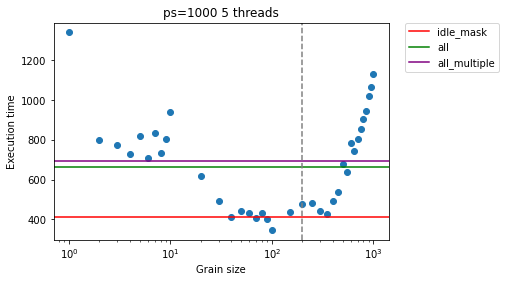 ps=1000 5 threads
idle_mask
all
all_multiple
Execution time
1200
1000
800
600
400
10⁰
10¹
10²
10³
Grain size